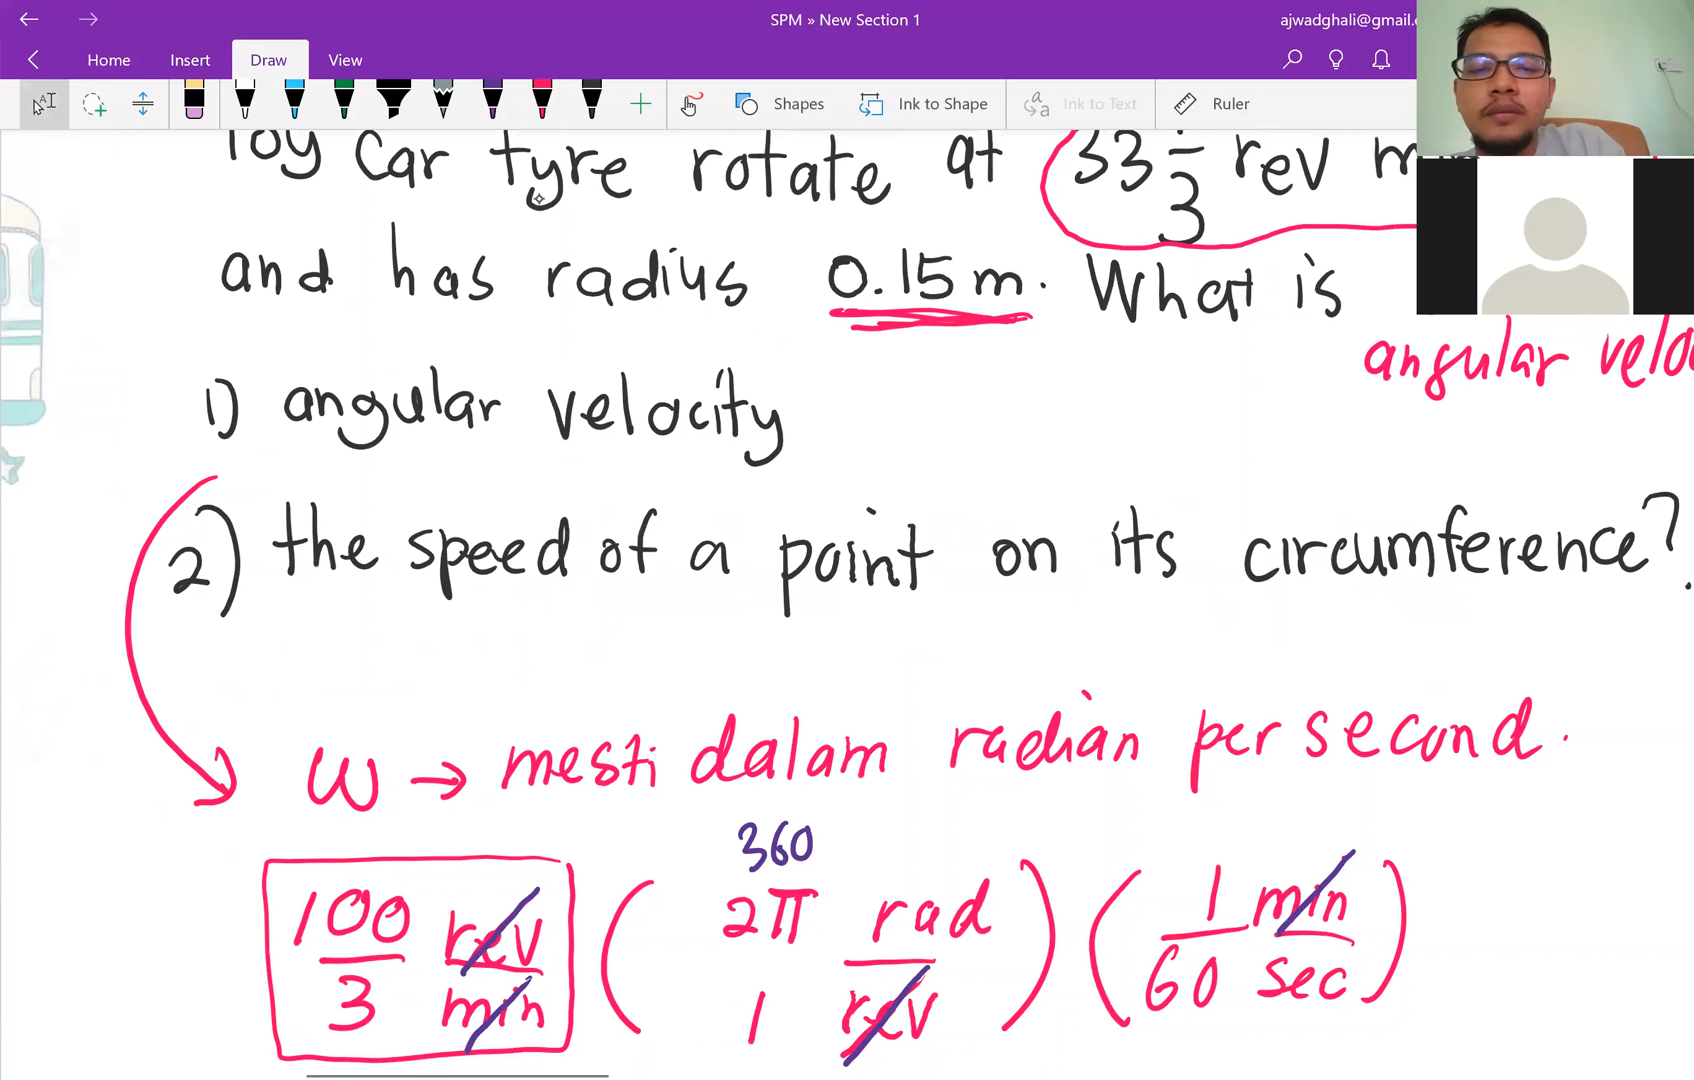 SPM » New Section 1
ajwadghali@gmail.c
Home Insert Draw View
Shapes Ink to Shape Ink to Text Ruler
Toy Car tyre rotate at 33 1/3 rev min
and has radius 0.15 m. What is
angular velo
1) angular velocity
2) the speed of a point on its circumference?
ω → mesti dalam radian per second.
360
100/3 rev/min (2π rad/1 rev) (1 min/60 sec)